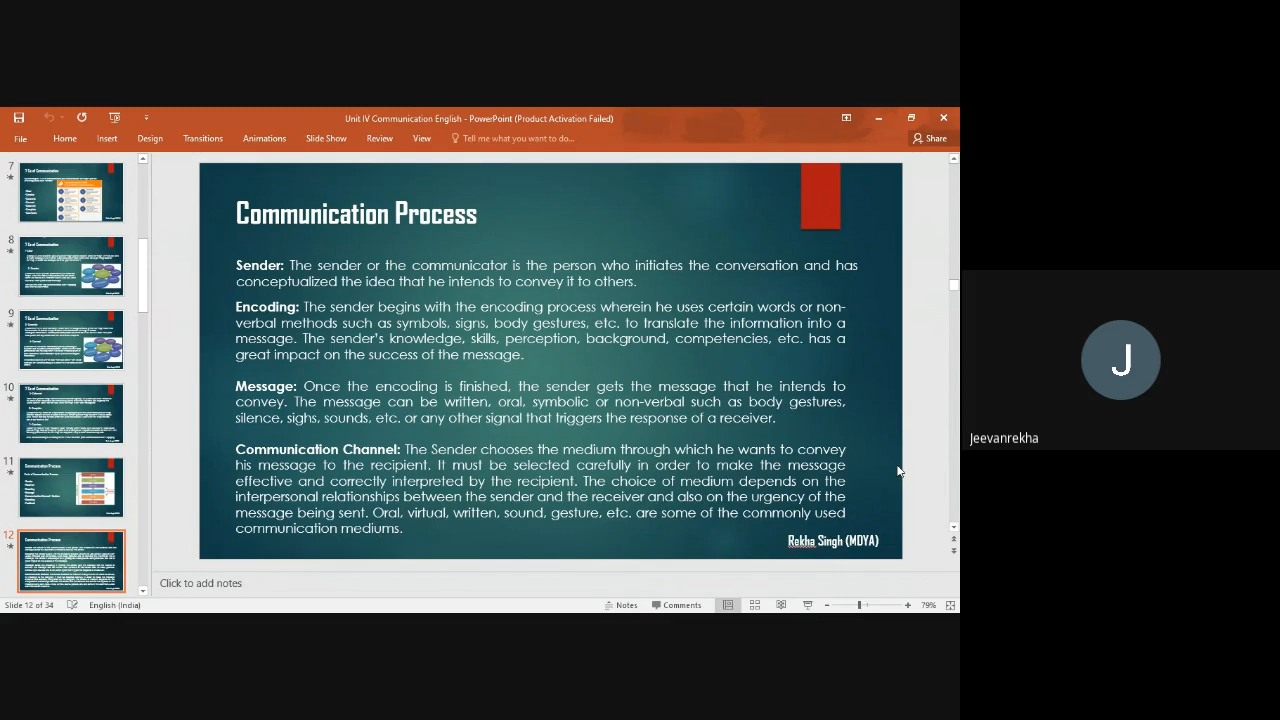 Unit IV Communication English - PowerPoint (Product Activation Failed)
File Home Insert Design Transitions Animations Slide Show Review View Tell me what you want to do... Share
7
8
9
10
11
12
Communication Process
Sender: The sender or the communicator is the person who initiates the conversation and has
conceptualized the idea that he intends to convey it to others.
Encoding: The sender begins with the encoding process wherein he uses certain words or non-
verbal methods such as symbols, signs, body gestures, etc. to translate the information into a
message. The sender's knowledge, skills, perception, background, competencies, etc. has a
great impact on the success of the message.
Message: Once the encoding is finished, the sender gets the message that he intends to
convey. The message can be written, oral, symbolic or non-verbal such as body gestures,
silence, sighs, sounds, etc. or any other signal that triggers the response of a receiver.
Communication Channel: The Sender chooses the medium through which he wants to convey
his message to the recipient. It must be selected carefully in order to make the message
effective and correctly interpreted by the recipient. The choice of medium depends on the
interpersonal relationships between the sender and the receiver and also on the urgency of the
message being sent. Oral, virtual, written, sound, gesture, etc. are some of the commonly used
communication mediums.
Rekha Singh (MDYA)
Click to add notes
Slide 12 of 34 English (India) Notes Comments 79%
J
Jeevanrekha